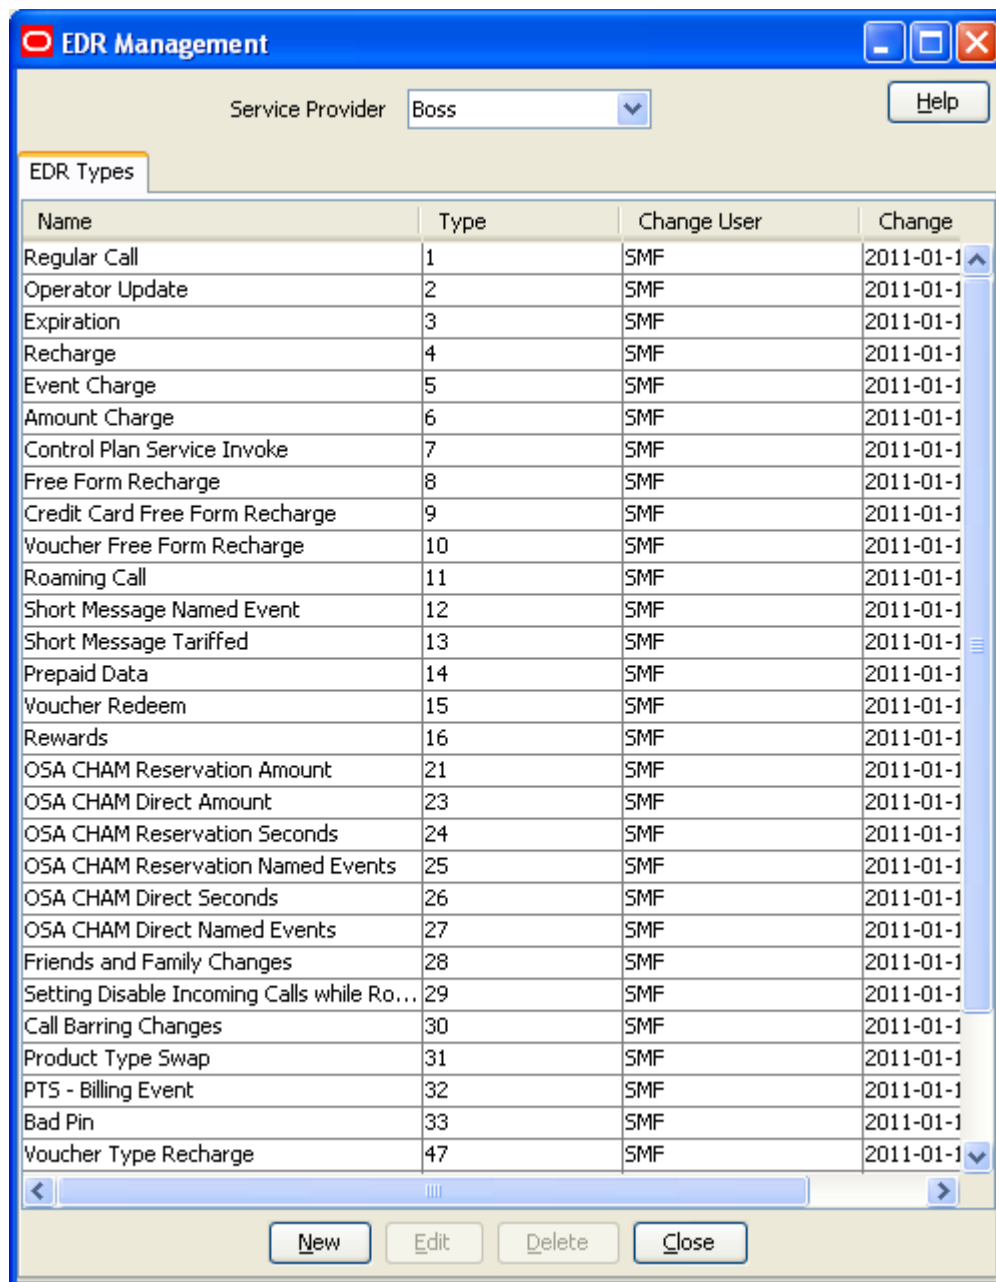 EDR Management
Service Provider Boss Help
EDR Types
Name Type Change User Change
Regular Call 1 SMF 2011-01-1
Operator Update 2 SMF 2011-01-1
Expiration 3 SMF 2011-01-1
Recharge 4 SMF 2011-01-1
Event Charge 5 SMF 2011-01-1
Amount Charge 6 SMF 2011-01-1
Control Plan Service Invoke 7 SMF 2011-01-1
Free Form Recharge 8 SMF 2011-01-1
Credit Card Free Form Recharge 9 SMF 2011-01-1
Voucher Free Form Recharge 10 SMF 2011-01-1
Roaming Call 11 SMF 2011-01-1
Short Message Named Event 12 SMF 2011-01-1
Short Message Tariffed 13 SMF 2011-01-1
Prepaid Data 14 SMF 2011-01-1
Voucher Redeem 15 SMF 2011-01-1
Rewards 16 SMF 2011-01-1
OSA CHAM Reservation Amount 21 SMF 2011-01-1
OSA CHAM Direct Amount 23 SMF 2011-01-1
OSA CHAM Reservation Seconds 24 SMF 2011-01-1
OSA CHAM Reservation Named Events 25 SMF 2011-01-1
OSA CHAM Direct Seconds 26 SMF 2011-01-1
OSA CHAM Direct Named Events 27 SMF 2011-01-1
Friends and Family Changes 28 SMF 2011-01-1
Setting Disable Incoming Calls while Ro... 29 SMF 2011-01-1
Call Barring Changes 30 SMF 2011-01-1
Product Type Swap 31 SMF 2011-01-1
PTS - Billing Event 32 SMF 2011-01-1
Bad Pin 33 SMF 2011-01-1
Voucher Type Recharge 47 SMF 2011-01-1
New Edit Delete Close